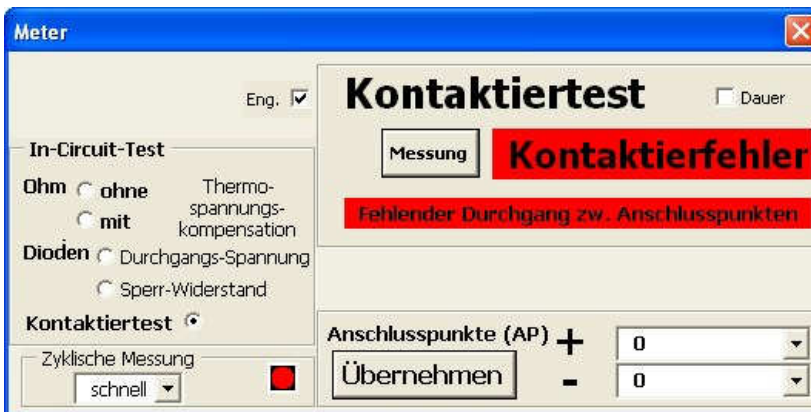 Meter
Eng.
In-Circuit-Test
Ohm ohne
mit
Thermo-
spannungs-
kompensation
Dioden Durchgangs-Spannung
Sperr-Widerstand
Kontaktiertest
Zyklische Messung
schnell
Kontaktiertest
Dauer
Messung
Kontaktierfehler
Fehlender Durchgang zw. Anschlusspunkten
Anschlusspunkte (AP)
+ 0
Übernehmen
- 0